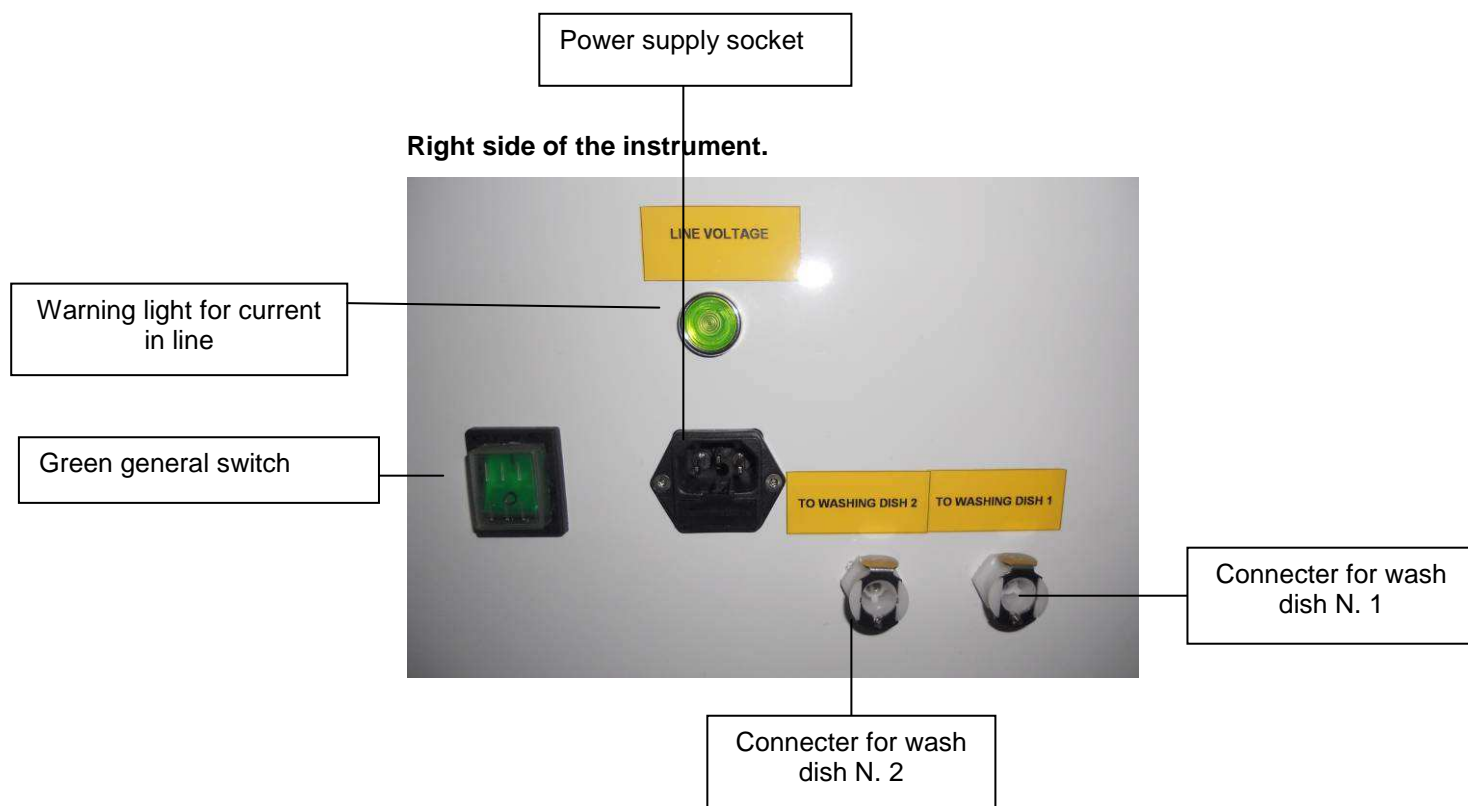 Power supply socket
Right side of the instrument.
LINE VOLTAGE
Warning light for current
in line
Green general switch
TO WASHING DISH 2
TO WASHING DISH 1
Connecter for wash
dish N. 1
Connecter for wash
dish N. 2